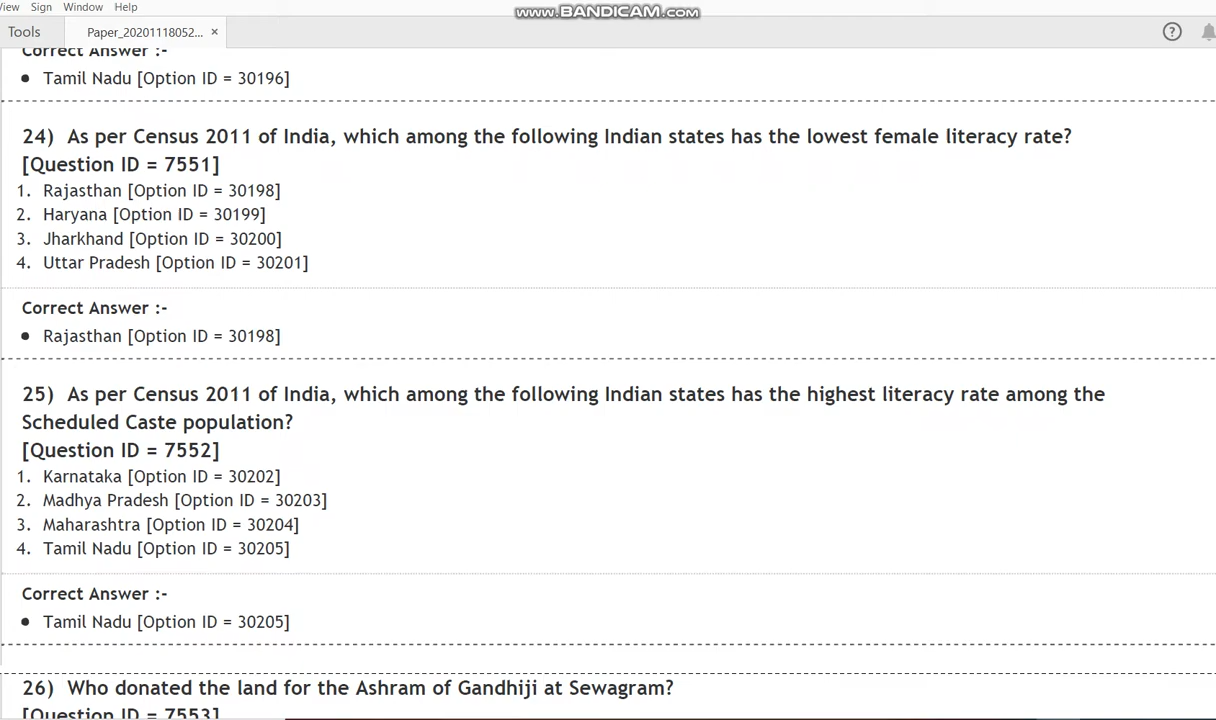 View Sign Window Help
www.BANDICAM.com
Tools Paper_20201118052... × ?
Correct Answer :-
• Tamil Nadu [Option ID = 30196]
24) As per Census 2011 of India, which among the following Indian states has the lowest female literacy rate?
[Question ID = 7551]
1. Rajasthan [Option ID = 30198]
2. Haryana [Option ID = 30199]
3. Jharkhand [Option ID = 30200]
4. Uttar Pradesh [Option ID = 30201]
Correct Answer :-
• Rajasthan [Option ID = 30198]
25) As per Census 2011 of India, which among the following Indian states has the highest literacy rate among the
Scheduled Caste population?
[Question ID = 7552]
1. Karnataka [Option ID = 30202]
2. Madhya Pradesh [Option ID = 30203]
3. Maharashtra [Option ID = 30204]
4. Tamil Nadu [Option ID = 30205]
Correct Answer :-
• Tamil Nadu [Option ID = 30205]
26) Who donated the land for the Ashram of Gandhiji at Sewagram?
[Question ID = 7553]